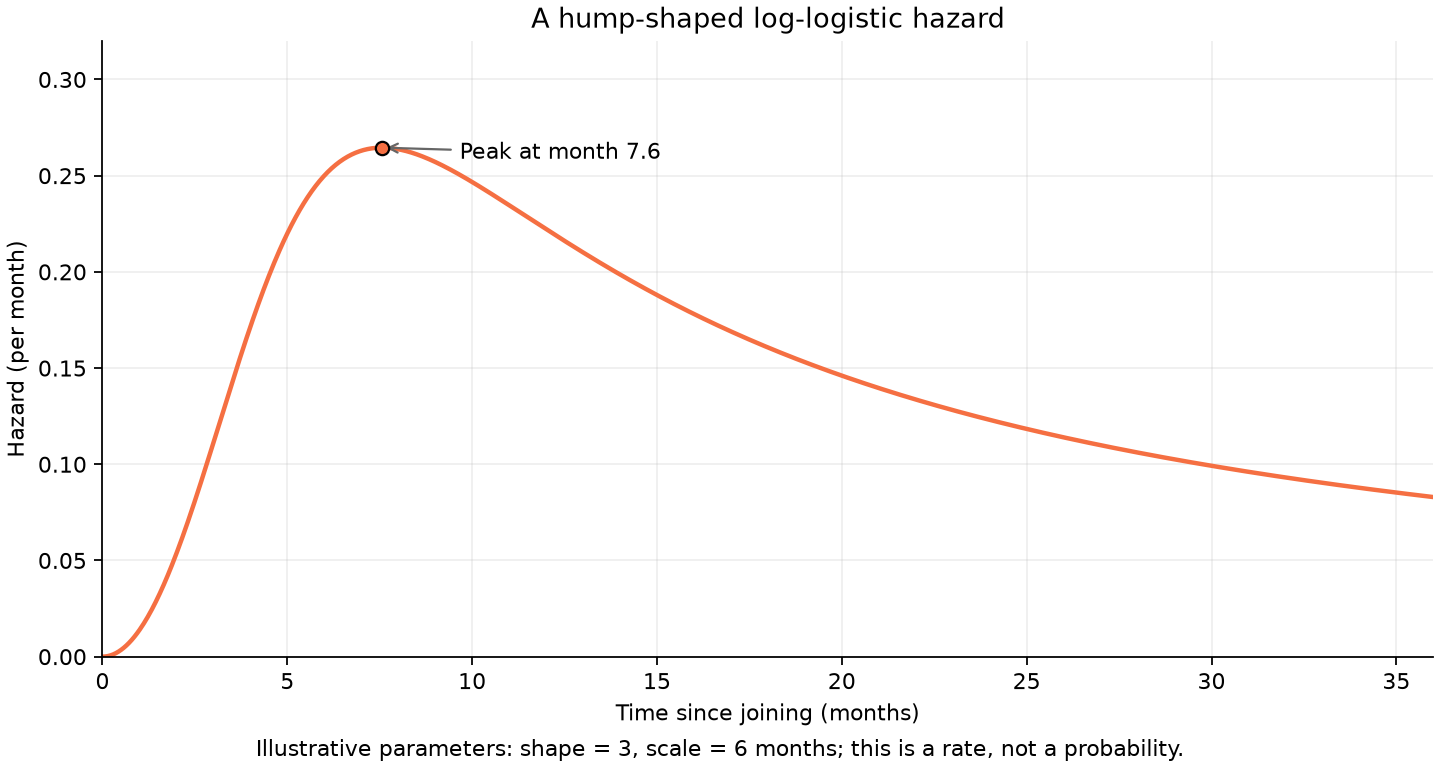 A hump-shaped log-logistic hazard
Hazard (per month)
0.30
0.25
0.20
0.15
0.10
0.05
0.00
Peak at month 7.6
0 5 10 15 20 25 30 35
Time since joining (months)
Illustrative parameters: shape = 3, scale = 6 months; this is a rate, not a probability.